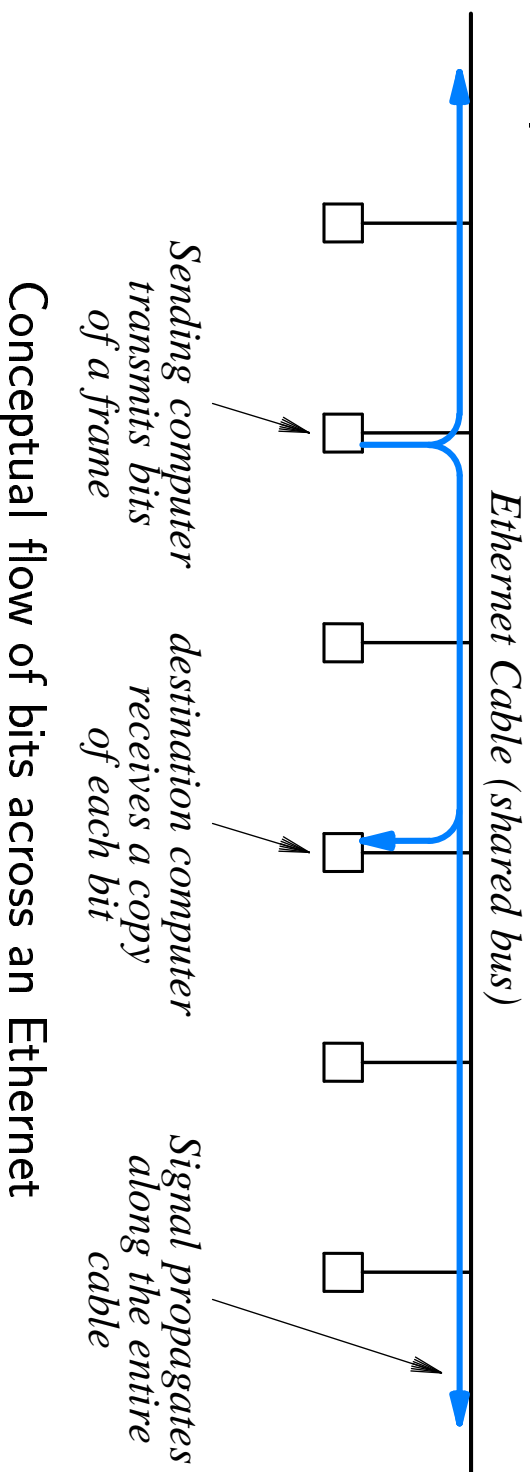 Ethernet Cable (shared bus)
Sending computer
transmits bits
of a frame
destination computer
receives a copy
of each bit
Signal propagates
along the entire
cable
Conceptual flow of bits across an Ethernet